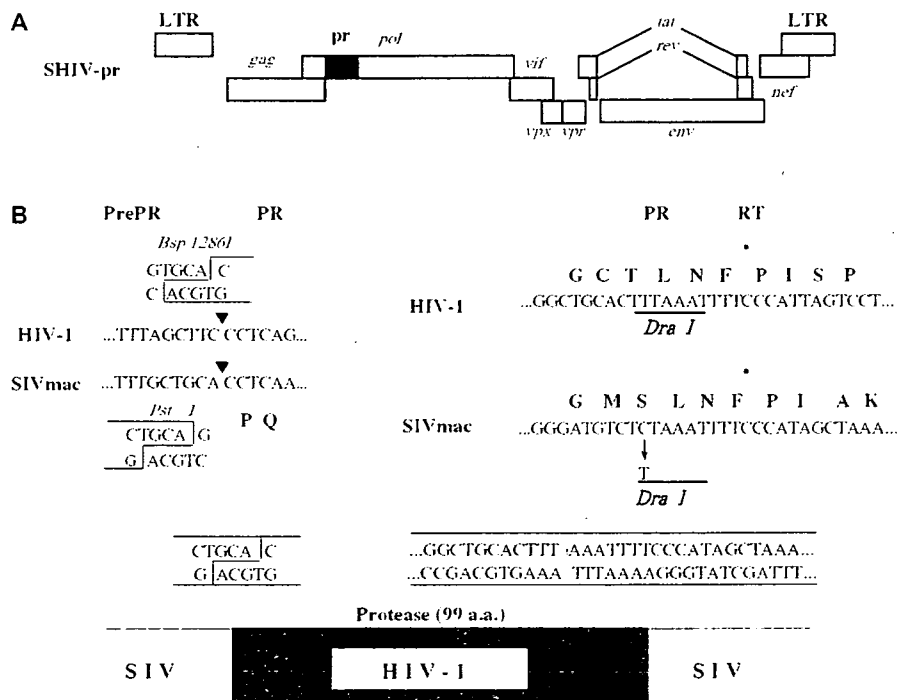 A
LTR
pr
pol
tat
LTR
SHIV-pr
gag
vif
rev
nef
vpx
vpr
env
B
PrePR
PR
PR
RT
Bsp 1286I
GTGCA C
C ACGTG
G C T L N F P I S P
HIV-1
...GGCTGCACTTTAAATTTTCCCATTAGTCCT...
Dra I
HIV-1
...TTTAGCTTC CCTCAG...
SIVmac
...TTTGCTGCA CCTCAA...
Pst I
P Q
CTGCA G
G ACGTC
G M S L N F P I A K
SIVmac
...GGGATGTCTCTAAATTTTCCCATAGCTAAA...
T
Dra I
CTGCA C
G ACGTG
...GGCTGCACTTT AAATTTTCCCATAGCTAAA...
...CCGACGTGAAA TTTAAAAGGGTATCGATTT...
Protease (99 a.a.)
SIV
HIV-1
SIV